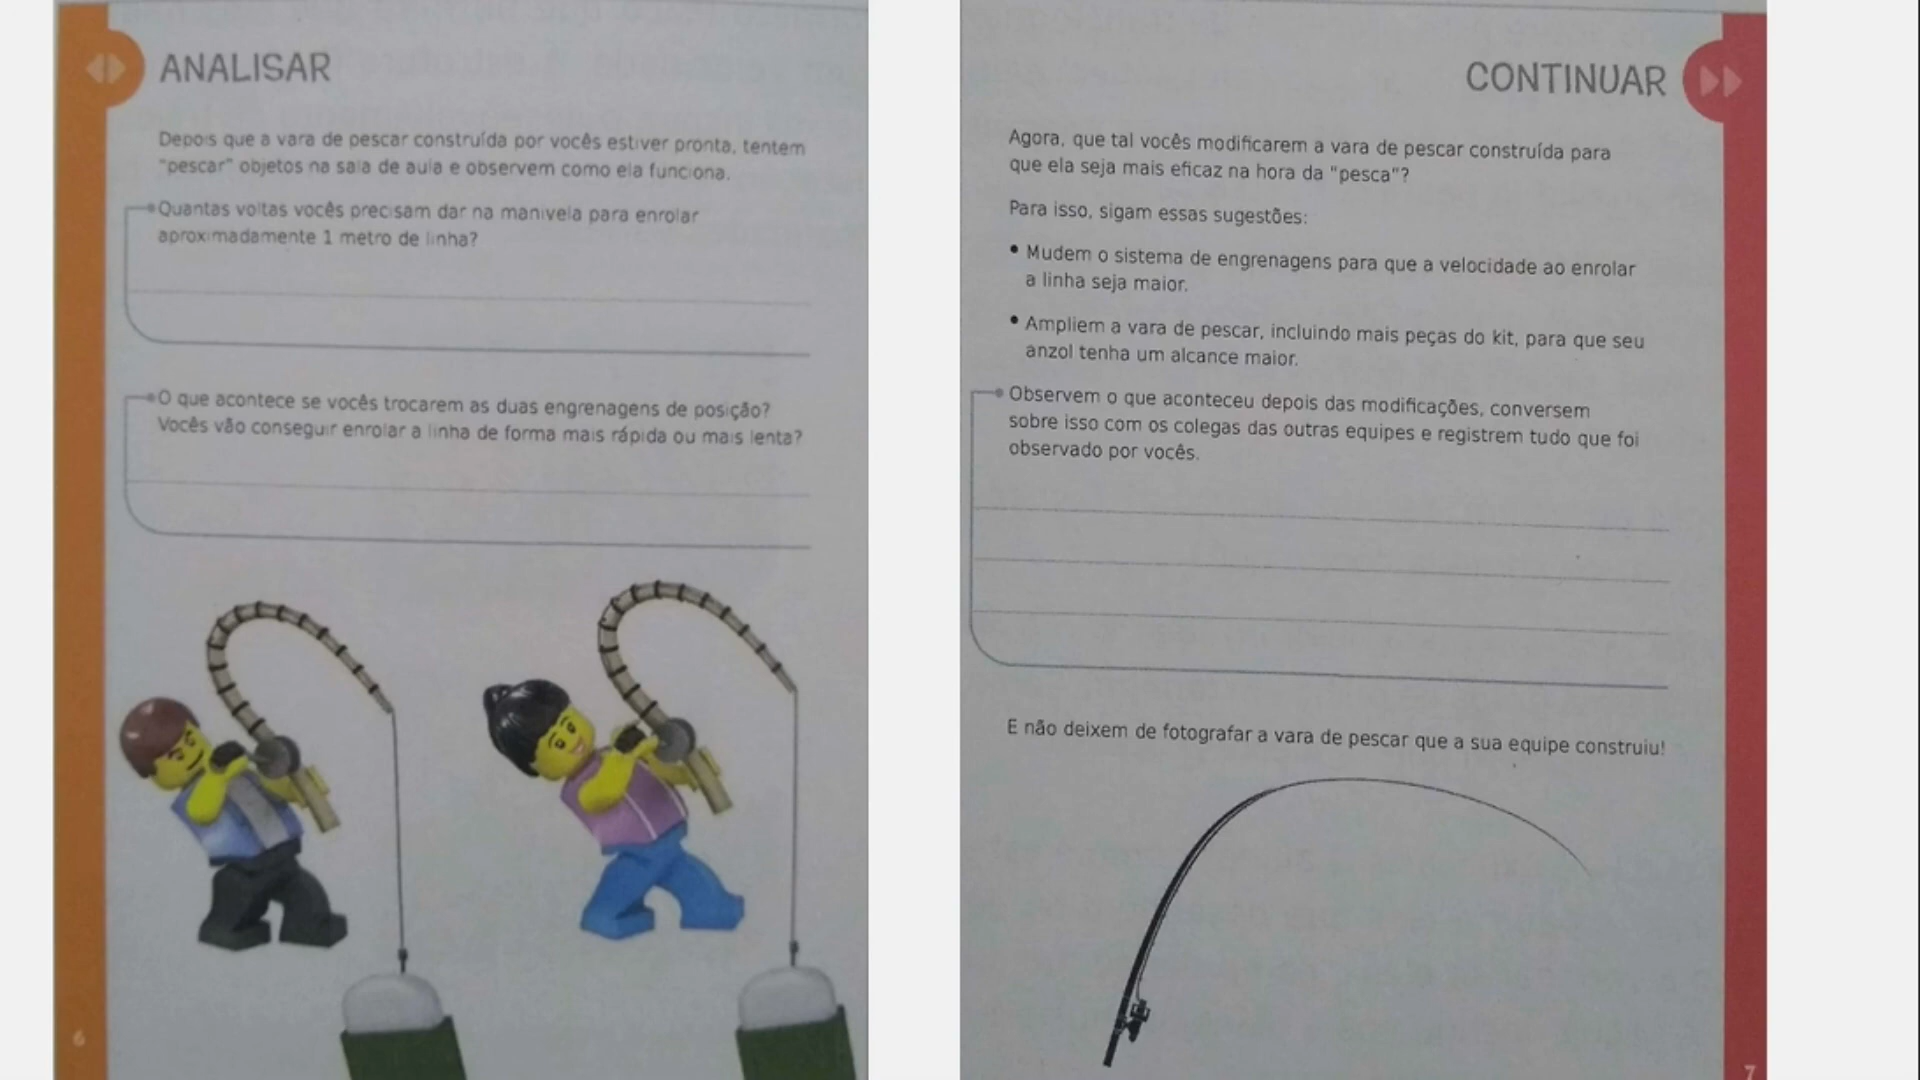 ANALISAR
Depois que a vara de pescar construída por vocês estiver pronta, tentem
"pescar" objetos na sala de aula e observem como ela funciona.
Quantas voltas vocês precisam dar na manivela para enrolar
aproximadamente 1 metro de linha?
O que acontece se vocês trocarem as duas engrenagens de posição?
Vocês vão conseguir enrolar a linha de forma mais rápida ou mais lenta?
6
CONTINUAR
Agora, que tal vocês modificarem a vara de pescar construída para
que ela seja mais eficaz na hora da "pesca"?
Para isso, sigam essas sugestões:
• Mudem o sistema de engrenagens para que a velocidade ao enrolar
a linha seja maior.
• Ampliem a vara de pescar, incluindo mais peças do kit, para que seu
anzol tenha um alcance maior.
Observem o que aconteceu depois das modificações, conversem
sobre isso com os colegas das outras equipes e registrem tudo que foi
observado por vocês.
E não deixem de fotografar a vara de pescar que a sua equipe construiu!
7